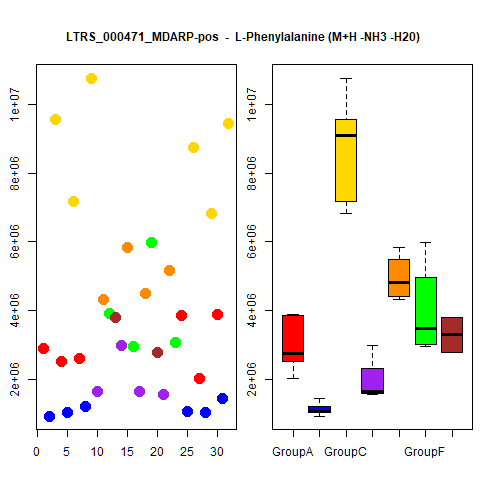 LTRS_000471_MDARP-pos - L-Phenylalanine (M+H -NH3 -H20)
1e+07
8e+06
6e+06
4e+06
2e+06
0 5 10 15 20 25 30
1e+07
8e+06
6e+06
4e+06
2e+06
GroupA GroupC GroupF